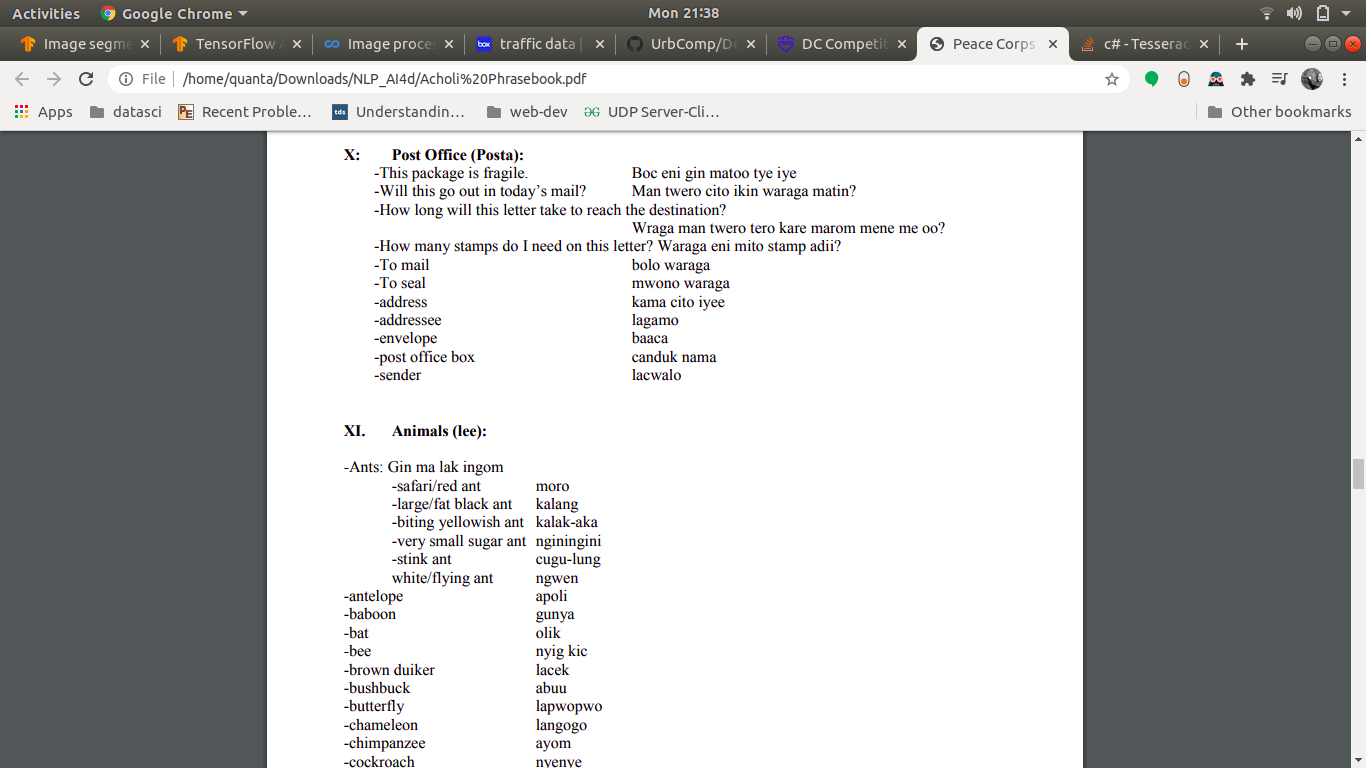 Activities Google Chrome Mon 21:38
Image segm TensorFlow Image proce traffic data | UrbComp/De DC Competit Peace Corps c# - Tesserac
File /home/quanta/Downloads/NLP_AI4d/Acholi%20Phrasebook.pdf
Apps datasci Recent Proble… Understandin… web-dev UDP Server-Cli… Other bookmarks
X: Post Office (Posta):
-This package is fragile. Boc eni gin matoo tye iye
-Will this go out in today's mail? Man twero cito ikin waraga matin?
-How long will this letter take to reach the destination?
Wraga man twero tero kare marom mene me oo?
-How many stamps do I need on this letter? Waraga eni mito stamp adii?
-To mail bolo waraga
-To seal mwono waraga
-address kama cito iyee
-addressee lagamo
-envelope baaca
-post office box canduk nama
-sender lacwalo
XI. Animals (lee):
-Ants: Gin ma lak ingom
-safari/red ant moro
-large/fat black ant kalang
-biting yellowish ant kalak-aka
-very small sugar ant nginingini
-stink ant cugu-lung
white/flying ant ngwen
-antelope apoli
-baboon gunya
-bat olik
-bee nyig kic
-brown duiker lacek
-bushbuck abuu
-butterfly lapwopwo
-chameleon langogo
-chimpanzee ayom
-cockroach nyenye